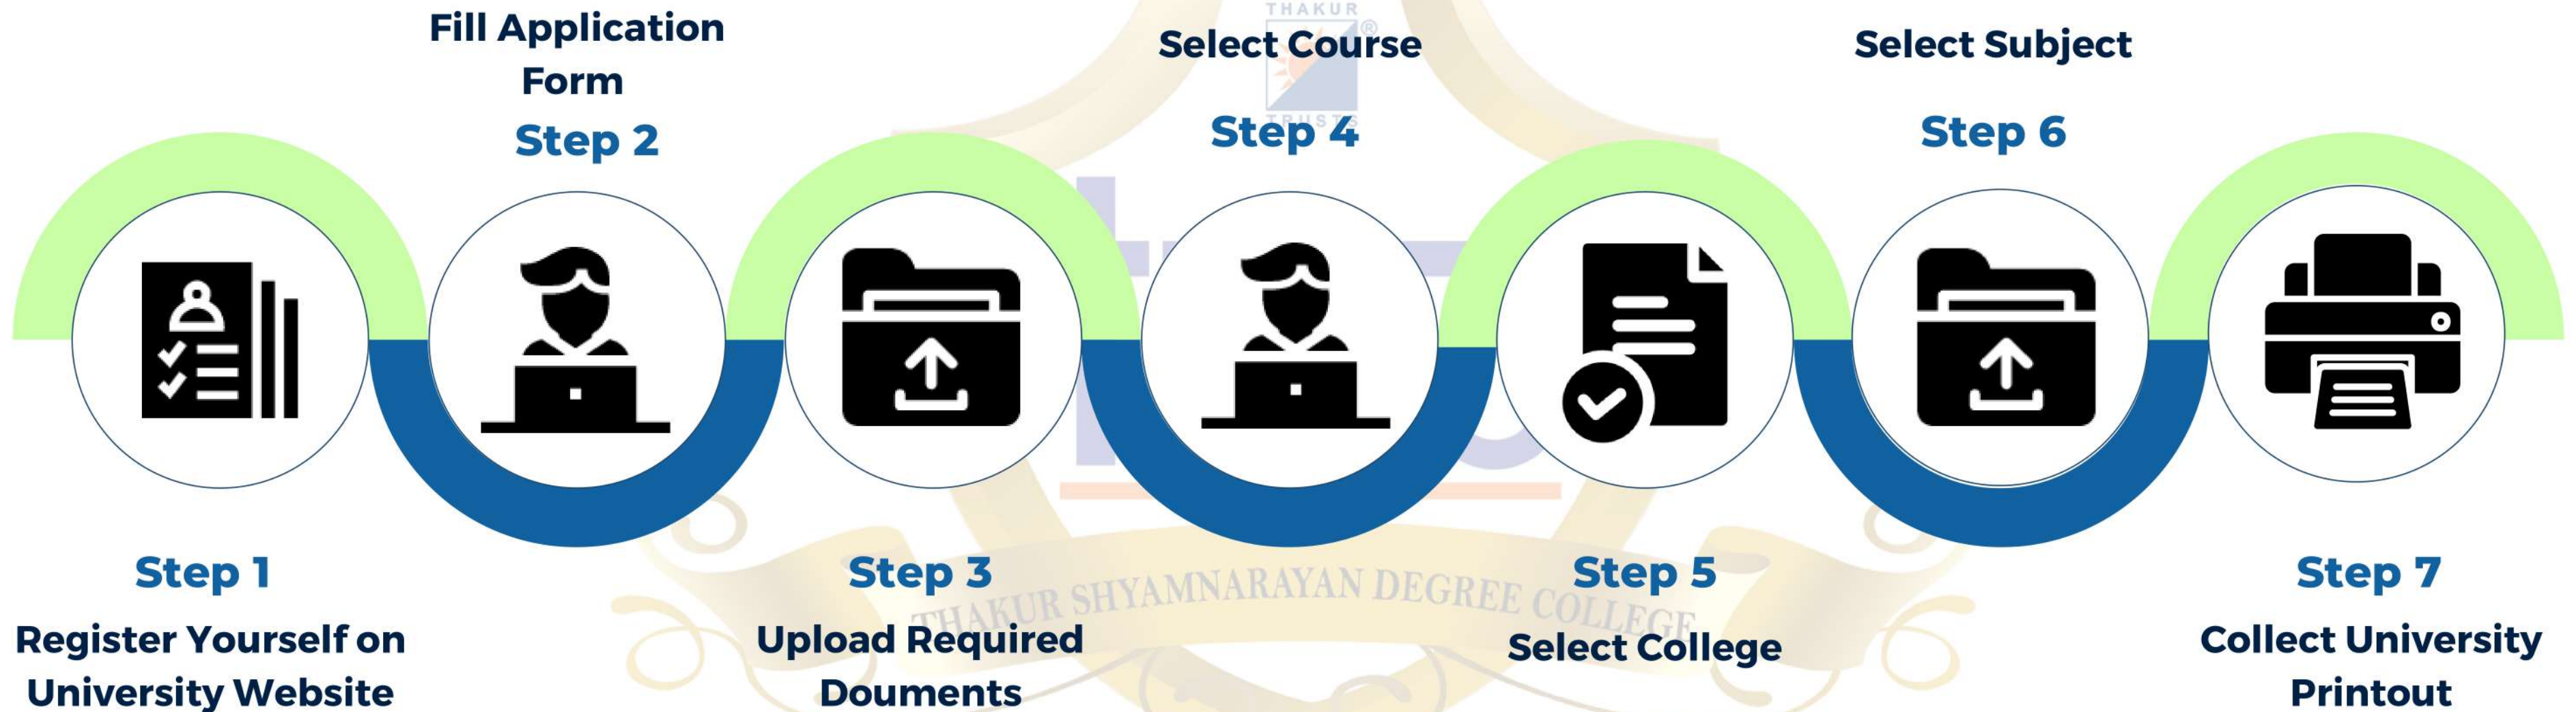 THAKUR
®
TRUSTS
Fill Application
Form
Step 2
Select Course
Step 4
Select Subject
Step 6
Step 1
Register Yourself on
University Website
Step 3
Upload Required
Douments
Step 5
Select College
Step 7
Collect University
Printout
THAKUR SHYAMNARAYAN DEGREE COLLEGE